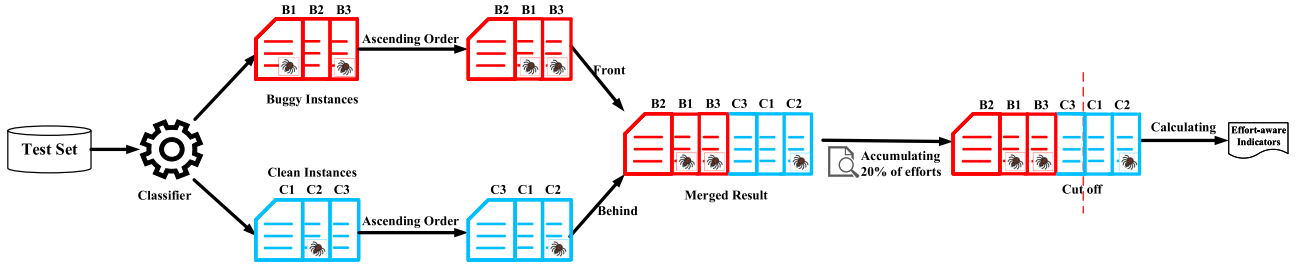 Test Set
Classifier
B1 B2 B3
Buggy Instances
Ascending Order
B2 B1 B3
Front
Clean Instances
C1 C2 C3
Ascending Order
C3 C1 C2
Behind
B2 B1 B3 C3 C1 C2
Merged Result
Accumulating
20% of efforts
B2 B1 B3 C3 C1 C2
Cut off
Calculating
Effort-aware
Indicators